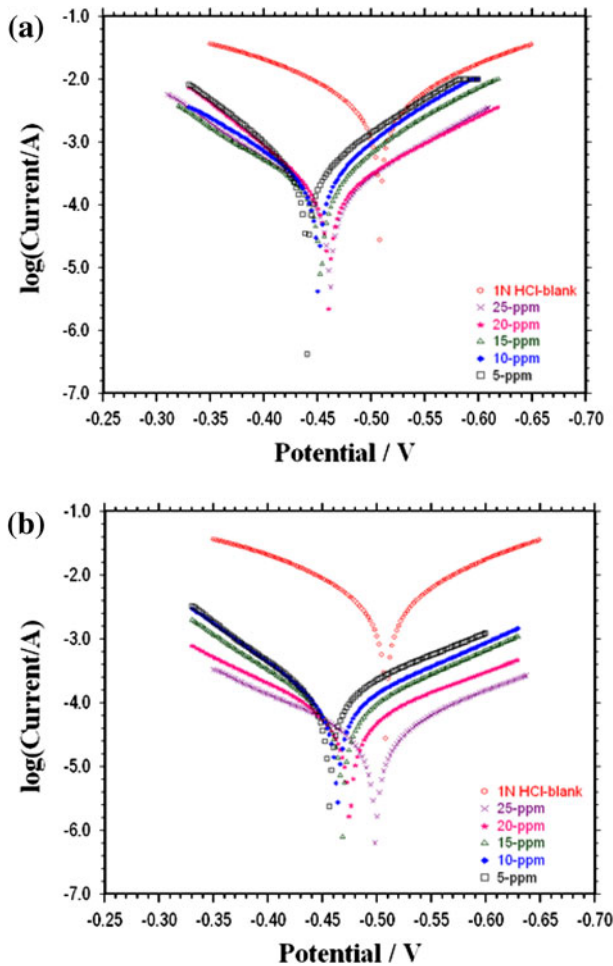 (a)
-1.0
-2.0
-3.0
-4.0
-5.0
-6.0
-7.0
log(Current/A)
1N HCl-blank
25-ppm
20-ppm
15-ppm
10-ppm
5-ppm
-0.25 -0.35 -0.40 -0.45 -0.50 -0.55 -0.60 -0.65 -0.70
Potential / V
(b)
-1.0
-2.0
-3.0
-4.0
-5.0
-6.0
-7.0
log(Current/A)
1N HCl-blank
25-ppm
20-ppm
15-ppm
10-ppm
5-ppm
-0.25 -0.30 -0.35 -0.40 -0.45 -0.50 -0.55 -0.60 -0.65 -0.70
Potential / V